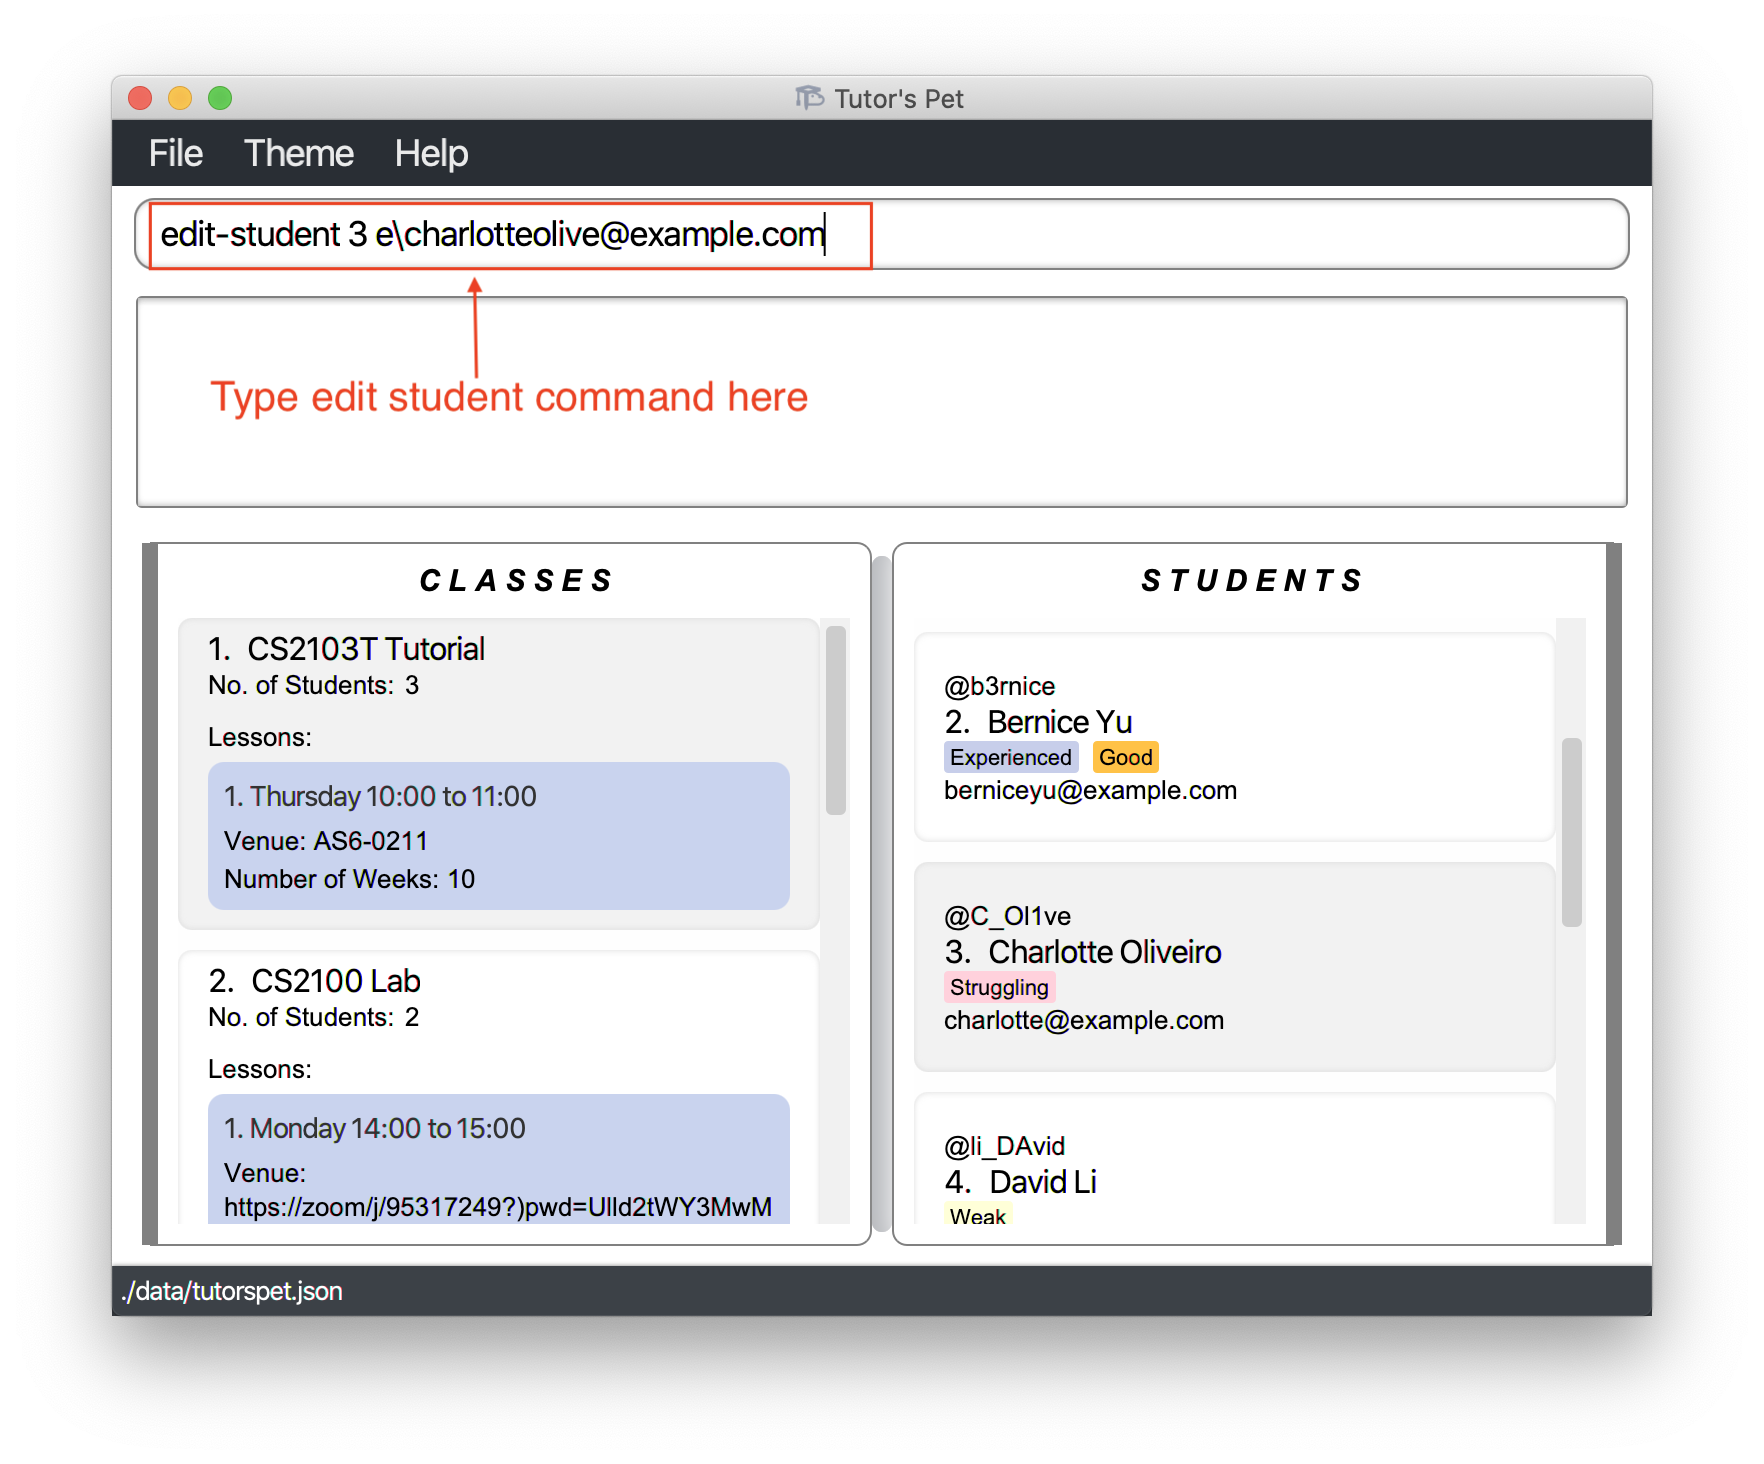 Tutor's Pet
File Theme Help
edit-student 3 e\charlotteolive@example.com
Type edit student command here
CLASSES
1. CS2103T Tutorial
No. of Students: 3
Lessons:
1. Thursday 10:00 to 11:00
Venue: AS6-0211
Number of Weeks: 10
2. CS2100 Lab
No. of Students: 2
Lessons:
1. Monday 14:00 to 15:00
Venue:
https://zoom/j/95317249?)pwd=Ulld2tWY3MwM
STUDENTS
@b3rnice
2. Bernice Yu
Experienced Good
berniceyu@example.com
@C_Ol1ve
3. Charlotte Oliveiro
Struggling
charlotte@example.com
@li_DAvid
4. David Li
Weak
./data/tutorspet.json